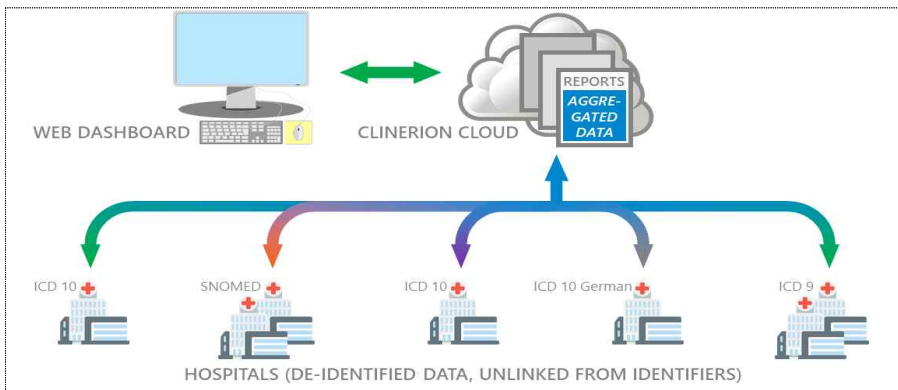 REPORTS
AGGRE-
GATED
DATA
WEB DASHBOARD
CLINERION CLOUD
ICD 10
SNOMED
ICD 10
ICD 10 German
ICD 9
HOSPITALS (DE-IDENTIFIED DATA, UNLINKED FROM IDENTIFIERS)